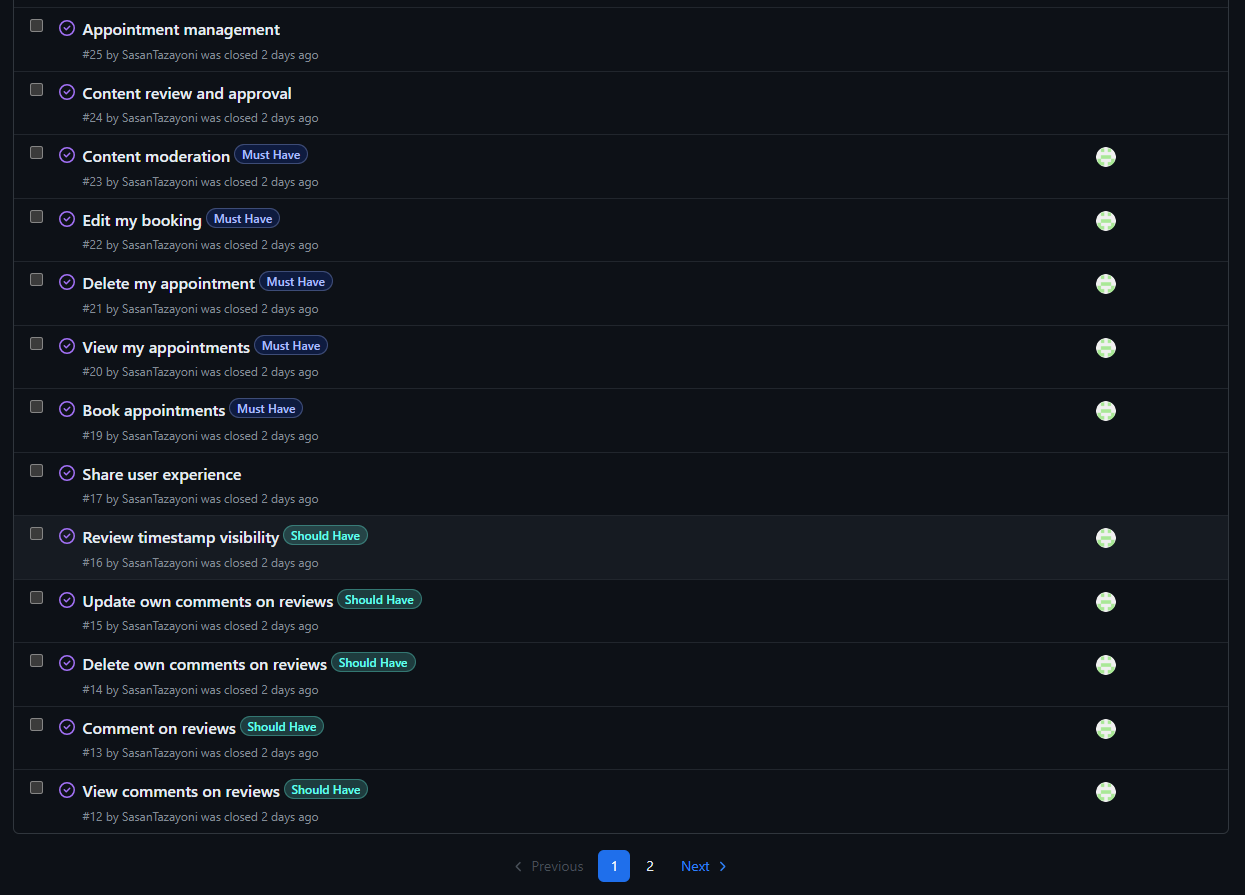 Appointment management
#25 by SasanTazayoni was closed 2 days ago
Content review and approval
#24 by SasanTazayoni was closed 2 days ago
Content moderation Must Have
#23 by SasanTazayoni was closed 2 days ago
Edit my booking Must Have
#22 by SasanTazayoni was closed 2 days ago
Delete my appointment Must Have
#21 by SasanTazayoni was closed 2 days ago
View my appointments Must Have
#20 by SasanTazayoni was closed 2 days ago
Book appointments Must Have
#19 by SasanTazayoni was closed 2 days ago
Share user experience
#17 by SasanTazayoni was closed 2 days ago
Review timestamp visibility Should Have
#16 by SasanTazayoni was closed 2 days ago
Update own comments on reviews Should Have
#15 by SasanTazayoni was closed 2 days ago
Delete own comments on reviews Should Have
#14 by SasanTazayoni was closed 2 days ago
Comment on reviews Should Have
#13 by SasanTazayoni was closed 2 days ago
View comments on reviews Should Have
#12 by SasanTazayoni was closed 2 days ago
Previous 1 2 Next